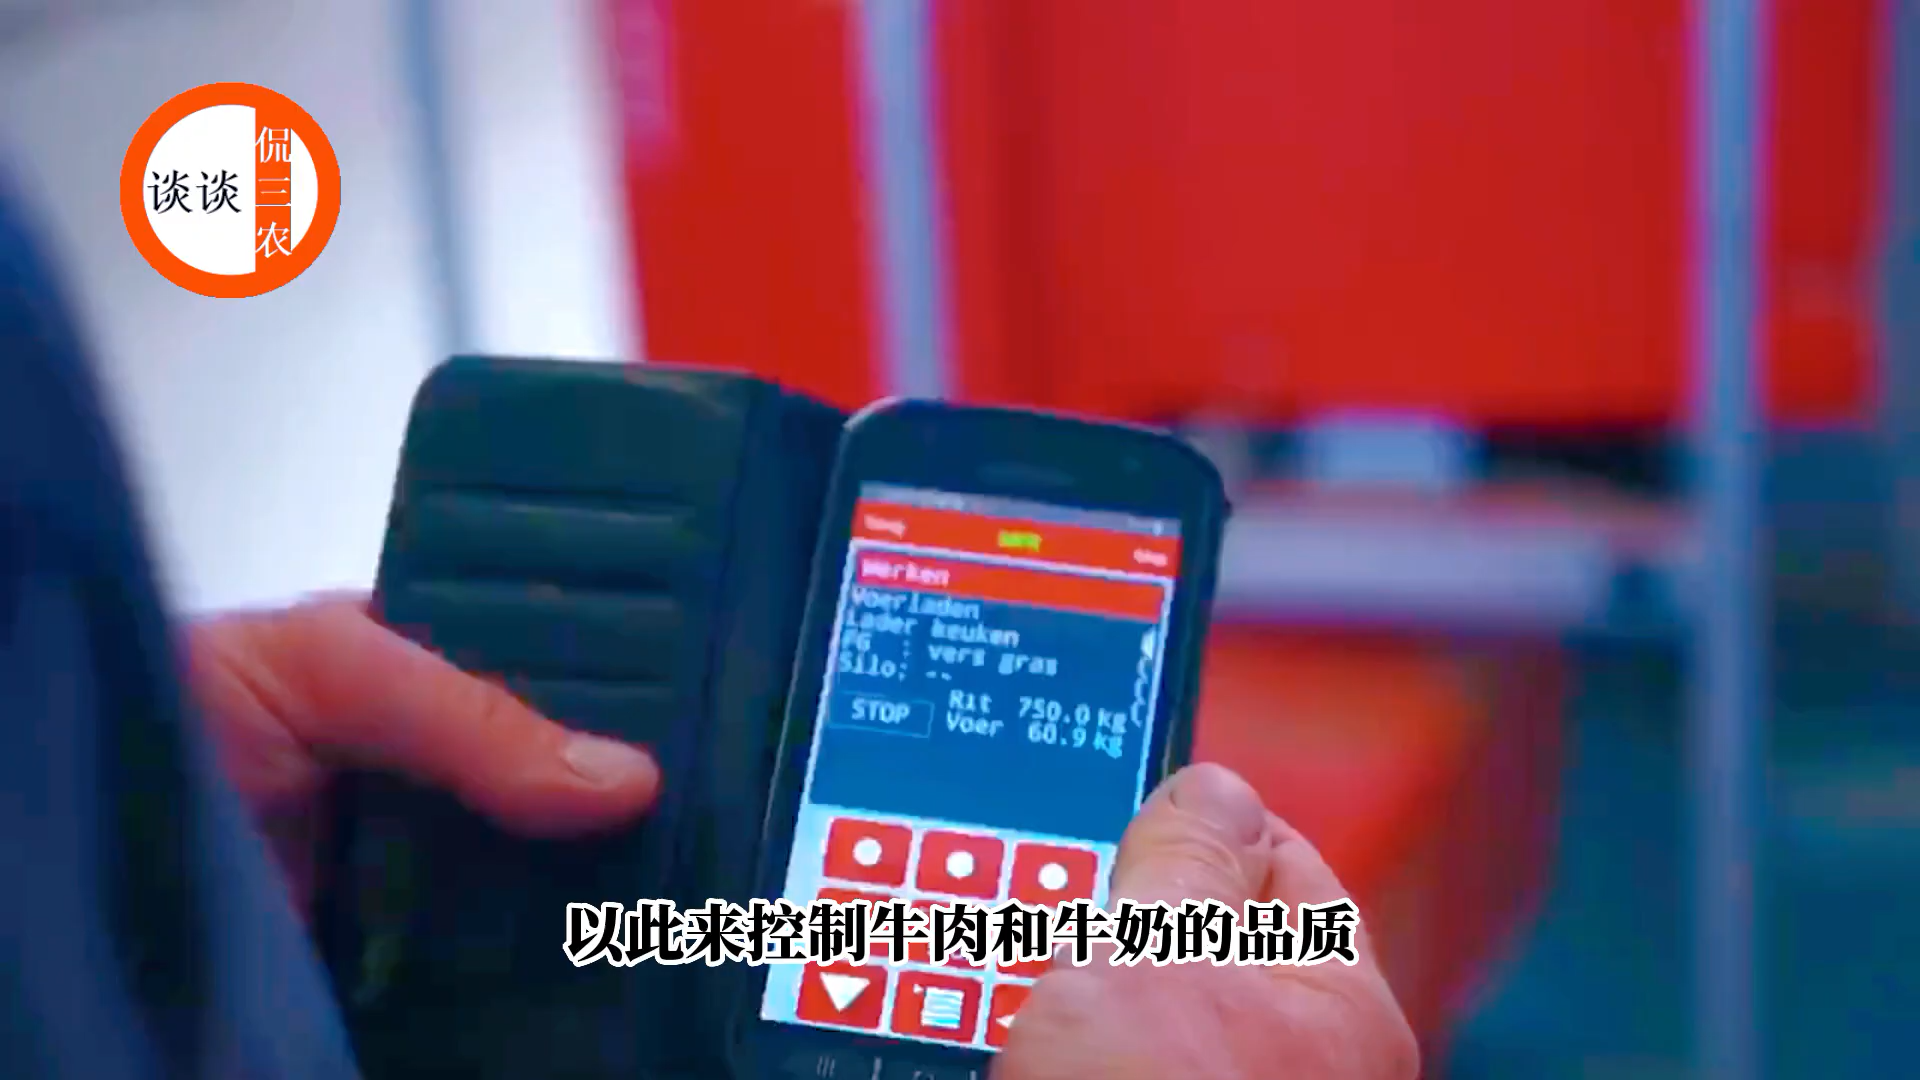 谈谈
侃三农
Werken
Voerladen
Lader keuken
FG : vers gras
Silo: --
STOP
Rit 750.0 kg
Voer 60.9 kg
以此来控制牛肉和牛奶的品质